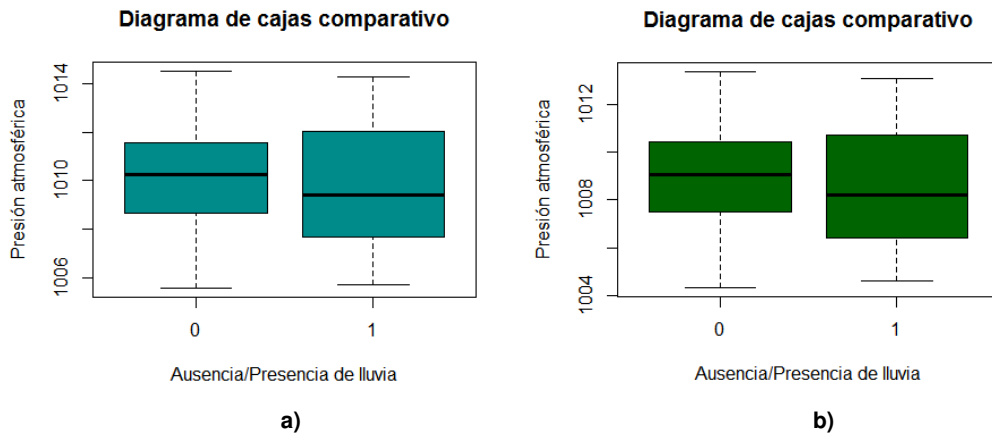 Diagrama de cajas comparativo
Presión atmosférica
1014
1010
1006
0 1
Ausencia/Presencia de lluvia
a)
Diagrama de cajas comparativo
Presión atmosférica
1012
1008
1004
0 1
Ausencia/Presencia de lluvia
b)